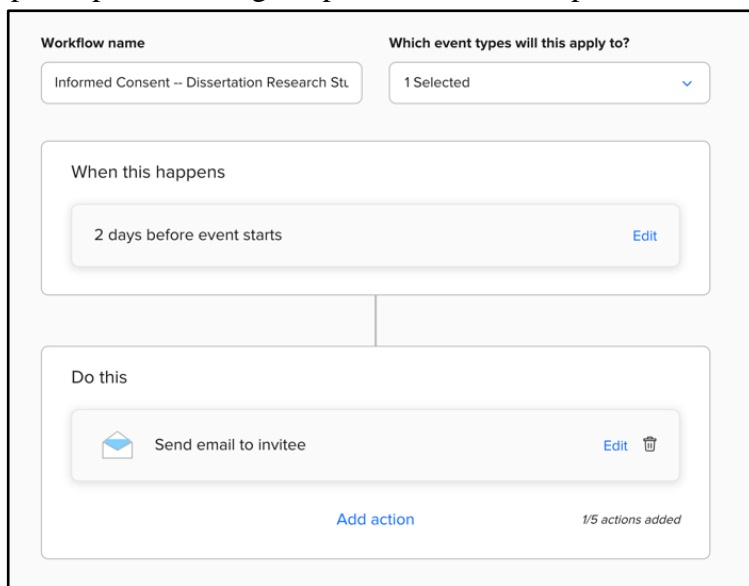 Workflow name
Which event types will this apply to?
Informed Consent -- Dissertation Research Stu
1 Selected
When this happens
2 days before event starts
Edit
Do this
Send email to invitee
Edit
Add action
1/5 actions added